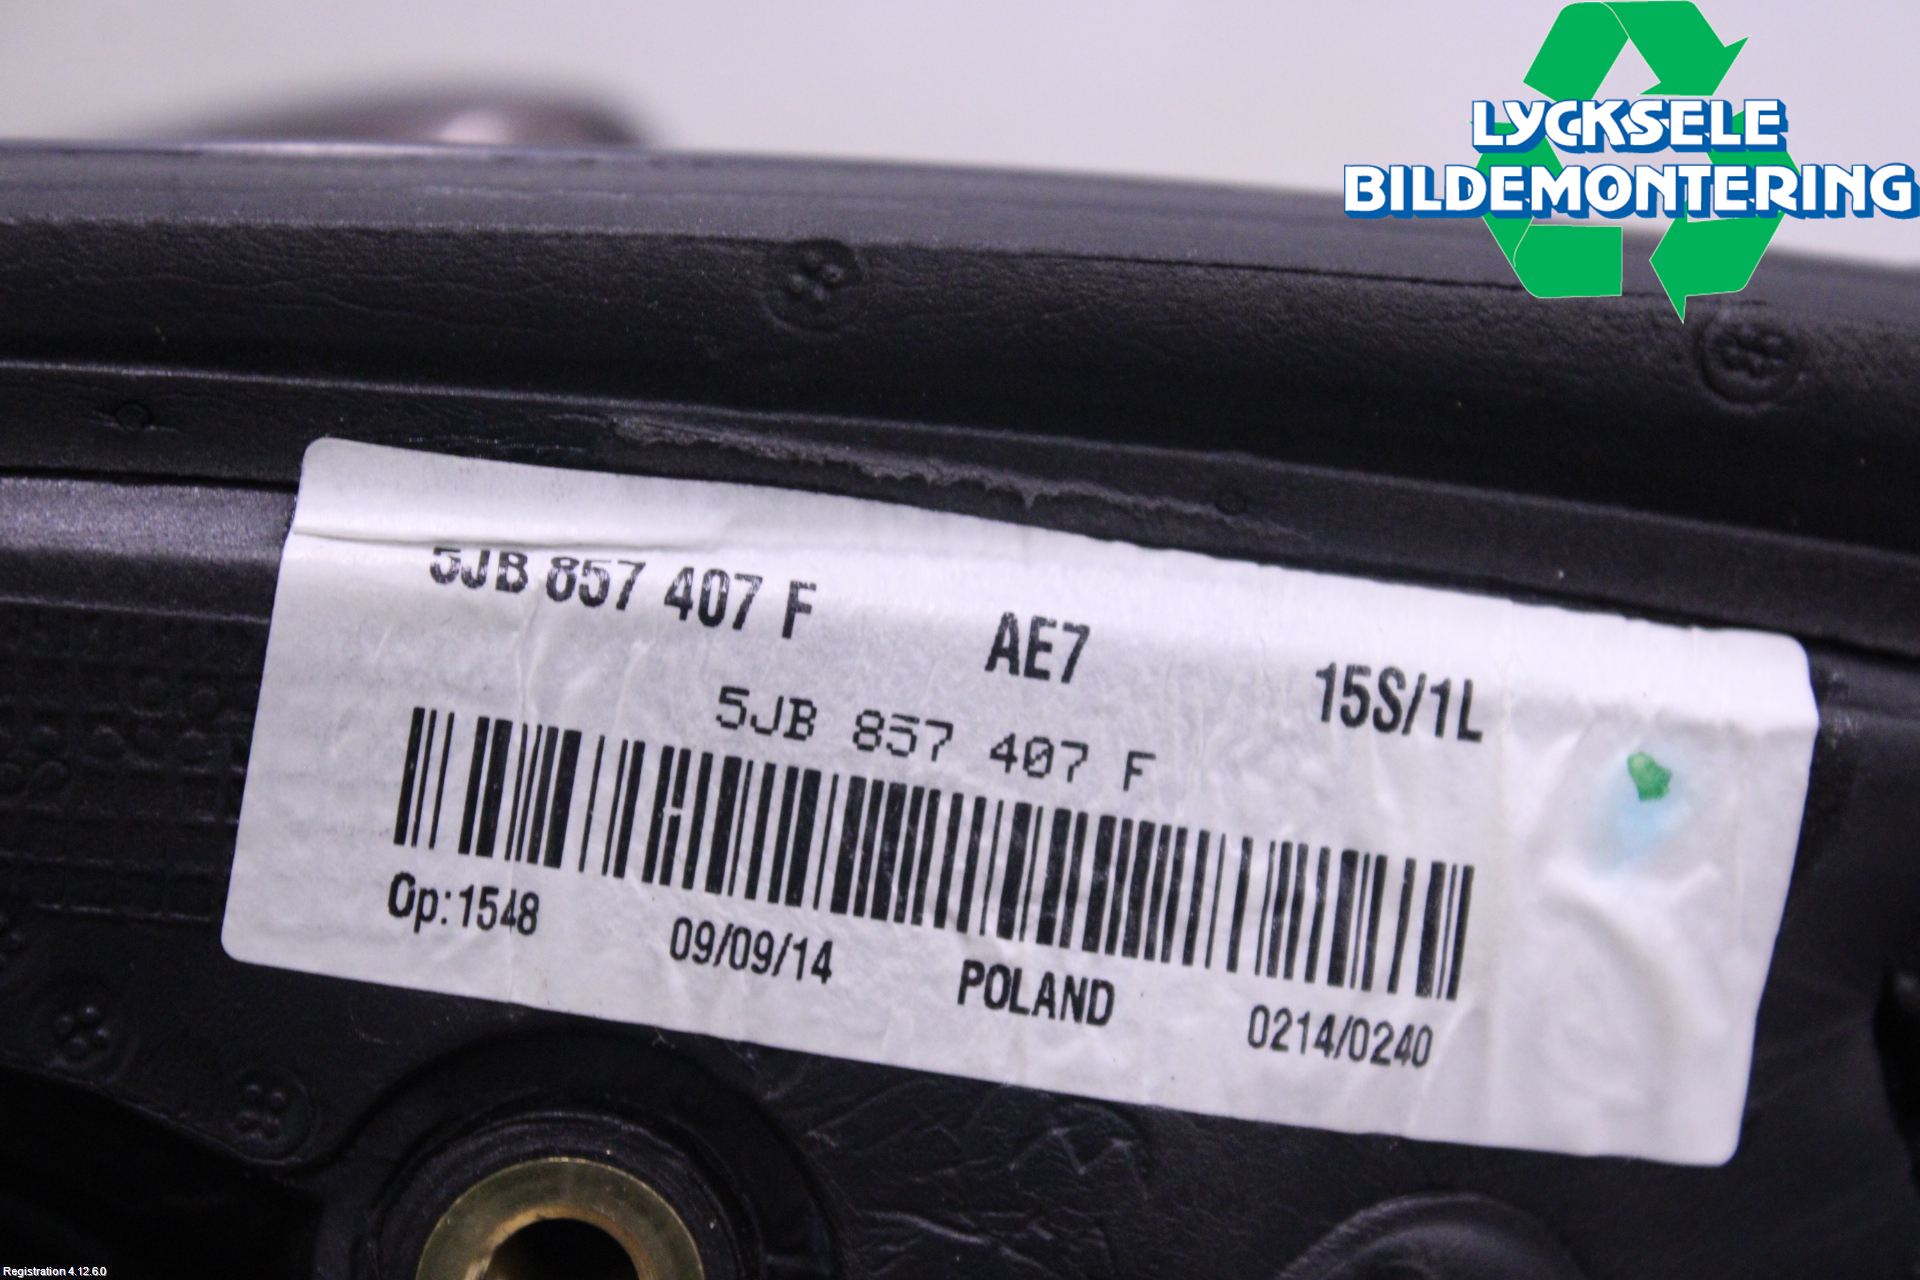 LYCKSELE
BILDEMONTERING
5JB 857 407 F AE7 15S/1L
5JB 857 407 F
Op:1548 09/09/14 POLAND 0214/0240
Registration 4.12.6.0